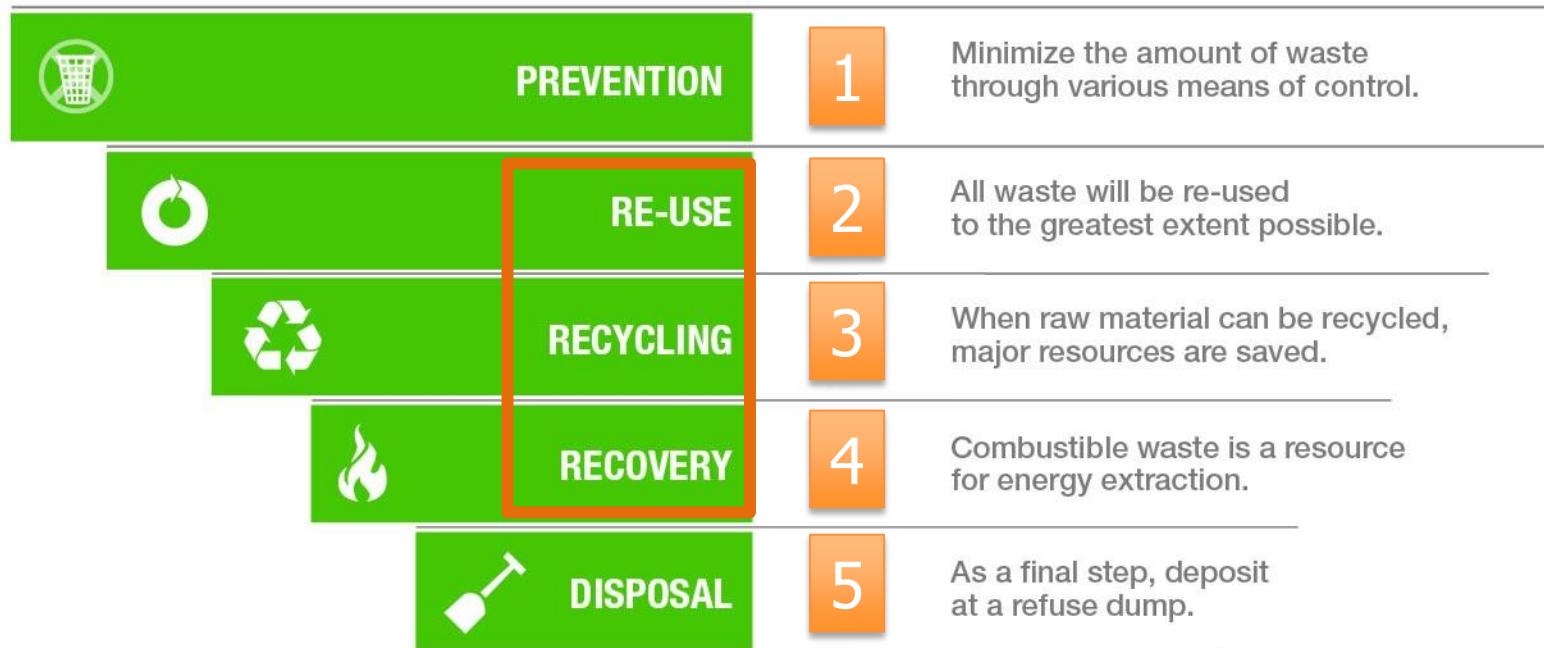 PREVENTION
1
Minimize the amount of waste
through various means of control.
RE-USE
2
All waste will be re-used
to the greatest extent possible.
RECYCLING
3
When raw material can be recycled,
major resources are saved.
RECOVERY
4
Combustible waste is a resource
for energy extraction.
DISPOSAL
5
As a final step, deposit
at a refuse dump.